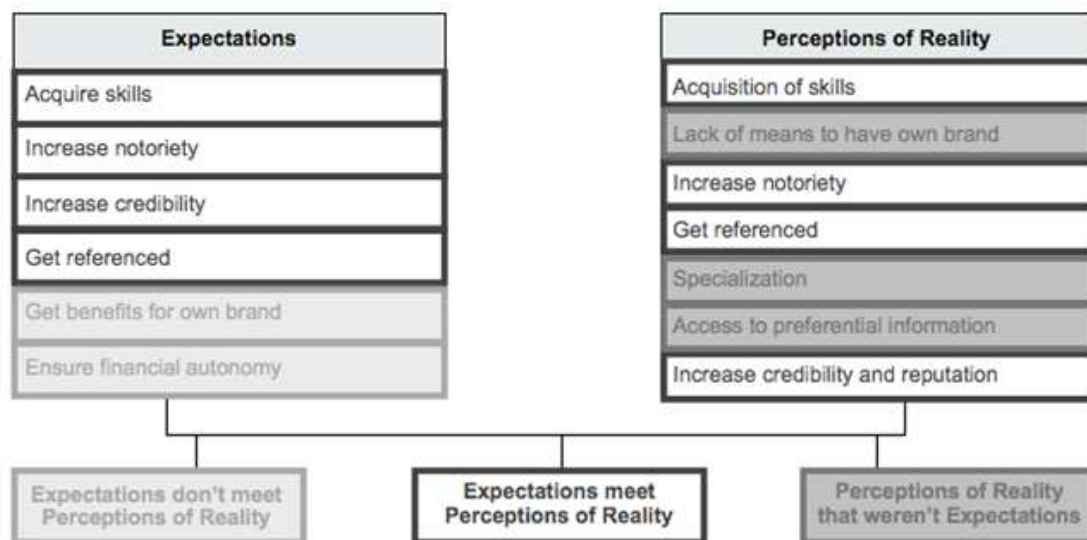 Expectations
Acquire skills
Increase notoriety
Increase credibility
Get referenced
Get benefits for own brand
Ensure financial autonomy
Perceptions of Reality
Acquisition of skills
Lack of means to have own brand
Increase notoriety
Get referenced
Specialization
Access to preferential information
Increase credibility and reputation
Expectations don't meet
Perceptions of Reality
Expectations meet
Perceptions of Reality
Perceptions of Reality
that weren't Expectations